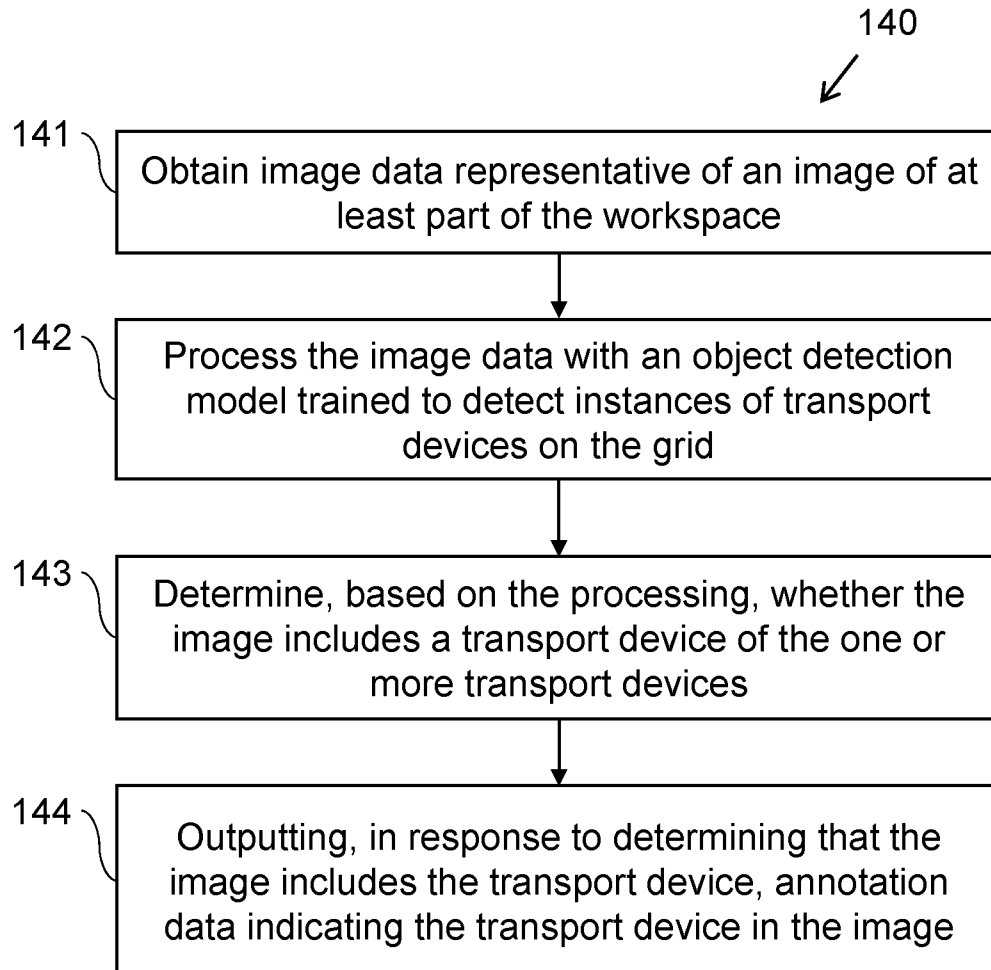 140
141
Obtain image data representative of an image of at
least part of the workspace
142
Process the image data with an object detection
model trained to detect instances of transport
devices on the grid
143
Determine, based on the processing, whether the
image includes a transport device of the one or
more transport devices
144
Outputting, in response to determining that the
image includes the transport device, annotation
data indicating the transport device in the image